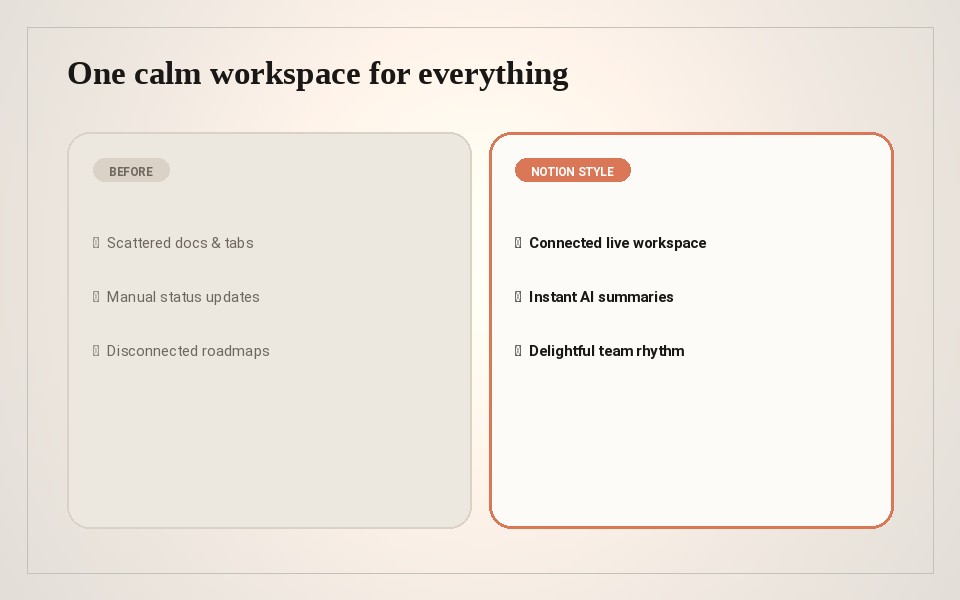 One calm workspace for everything
BEFORE
Scattered docs & tabs
Manual status updates
Disconnected roadmaps
NOTION STYLE
Connected live workspace
Instant AI summaries
Delightful team rhythm